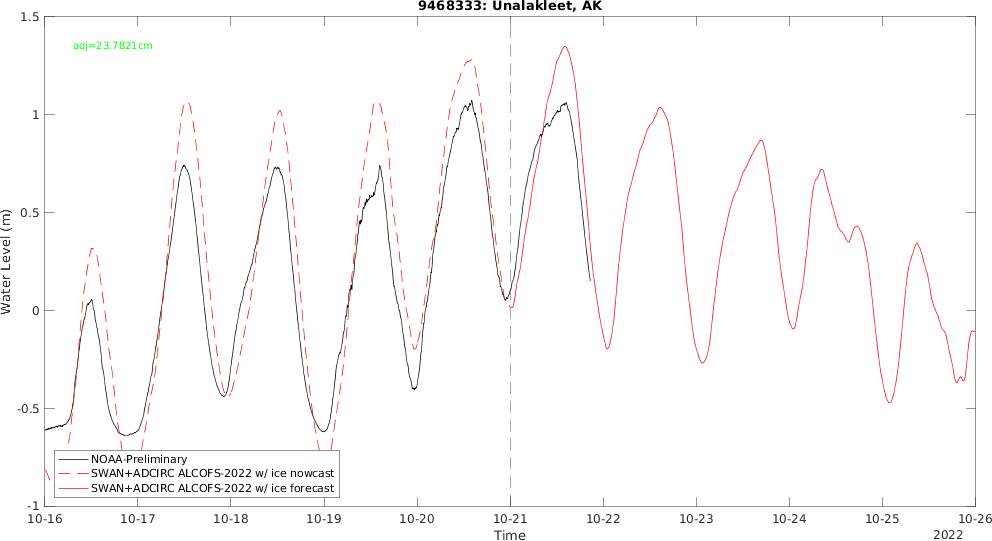 9468333: Unalakleet, AK
adj=23.7821cm
1.5
1
0.5
0
-0.5
-1
Water Level (m)
NOAA-Preliminary
SWAN+ADCIRC ALCOFS-2022 w/ ice nowcast
SWAN+ADCIRC ALCOFS-2022 w/ ice forecast
10-16 10-17 10-18 10-19 10-20 10-21 10-22 10-23 10-24 10-25 10-26
Time
2022